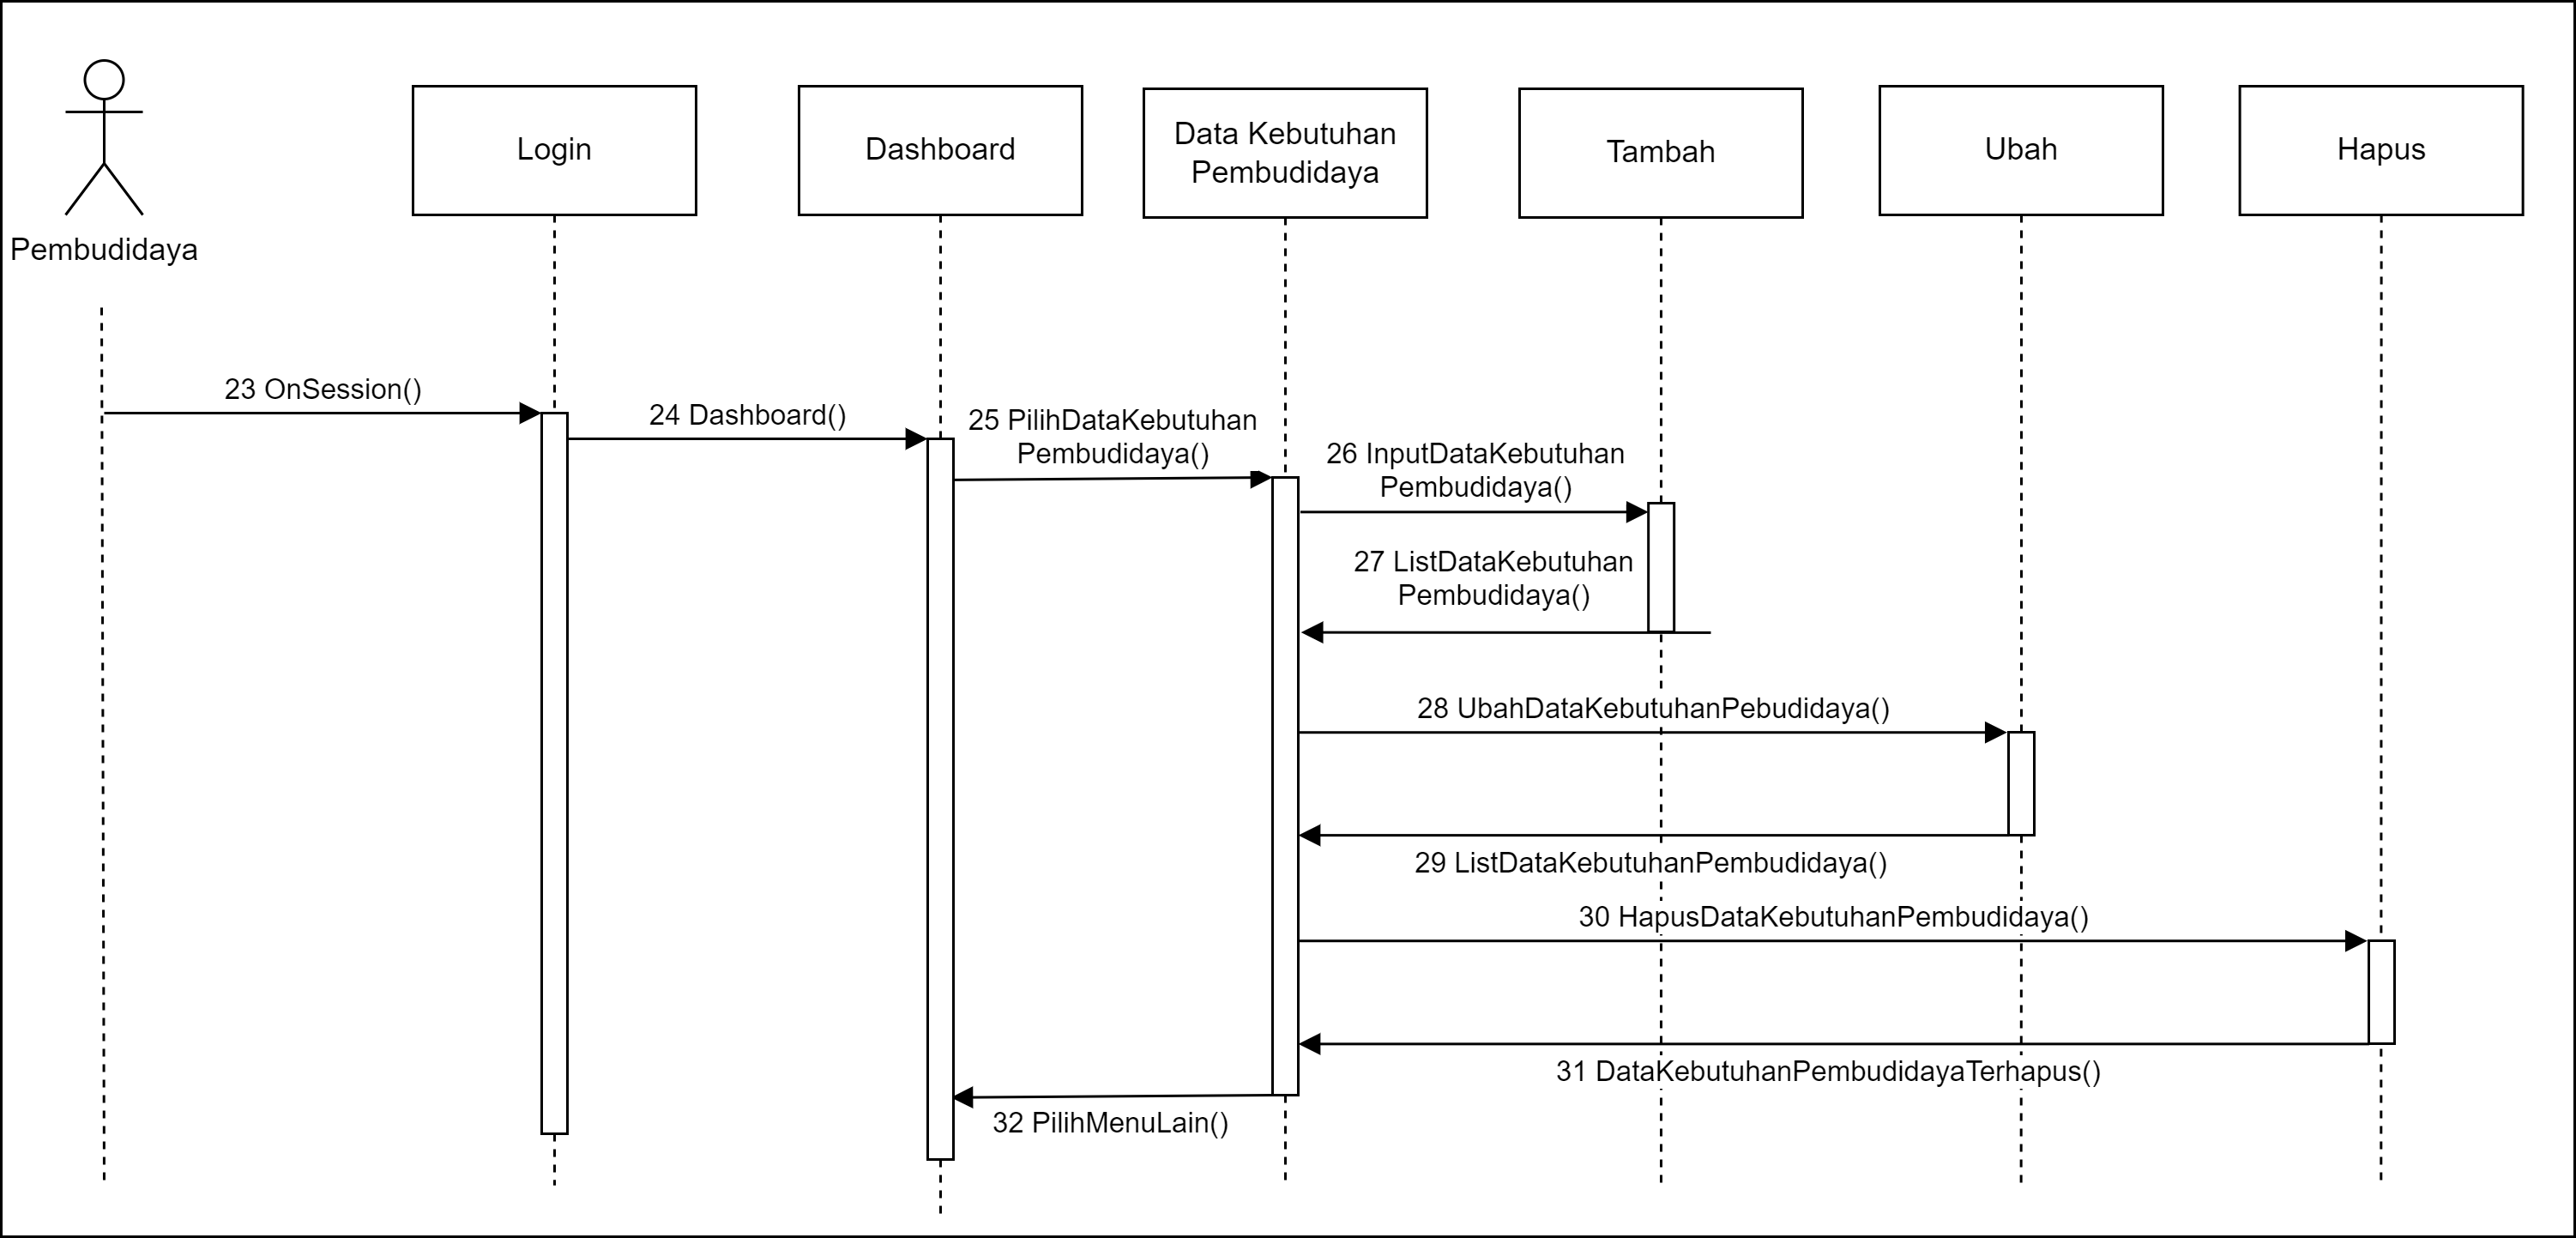 Pembudidaya
Login
Dashboard
Data Kebutuhan
Pembudidaya
Tambah
Ubah
Hapus
23 OnSession()
24 Dashboard()
25 PilihDataKebutuhan
Pembudidaya()
26 InputDataKebutuhan
Pembudidaya()
27 ListDataKebutuhan
Pembudidaya()
28 UbahDataKebutuhanPebudidaya()
29 ListDataKebutuhanPembudidaya()
30 HapusDataKebutuhanPembudidaya()
31 DataKebutuhanPembudidayaTerhapus()
32 PilihMenuLain()